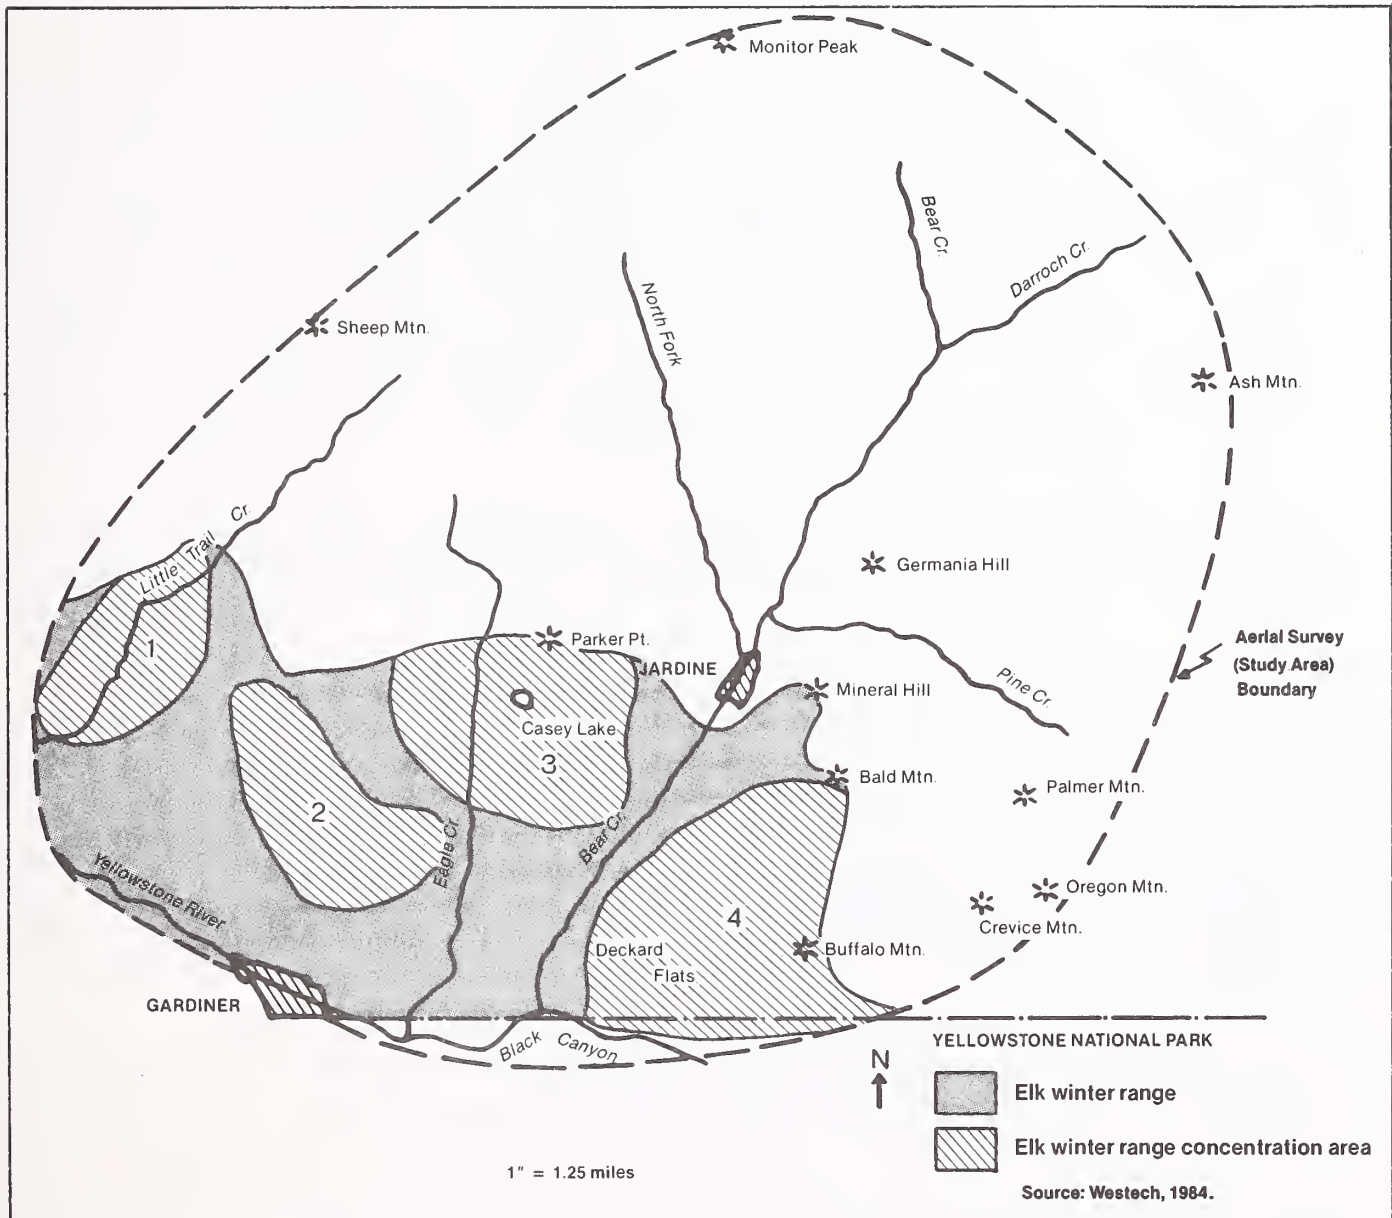 Monitor Peak
Bear Cr.
Darroch Cr.
North Fork
Sheep Mtn.
Ash Mtn.
Little Trail Cr.
Germania Hill
1
Parker Pt.
JARDINE
Aerial Survey
(Study Area)
Boundary
Mineral Hill
Pine Cr.
Casey Lake
3
Bald Mtn.
Palmer Mtn.
2
Bear Cr.
Eagle Cr.
Yellowstone River
4
Oregon Mtn.
Crevice Mtn.
Deckard
Flats
Buffalo Mtn.
GARDINER
Black Canyon
YELLOWSTONE NATIONAL PARK
N
Elk winter range
Elk winter range concentration area
1" = 1.25 miles
Source: Westech, 1984.